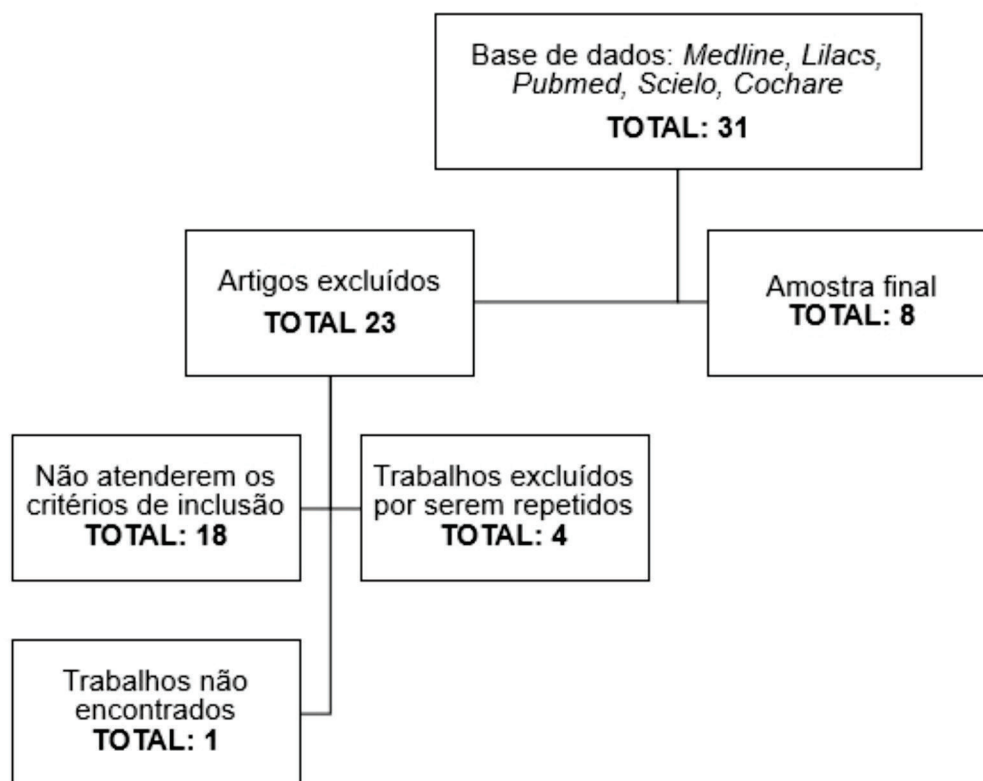 Base de dados: Medline, Lilacs,
Pubmed, Scielo, Cochare
TOTAL: 31
Artigos excluídos
TOTAL 23
Amostra final
TOTAL: 8
Não atenderem os
critérios de inclusão
TOTAL: 18
Trabalhos excluídos
por serem repetidos
TOTAL: 4
Trabalhos não
encontrados
TOTAL: 1